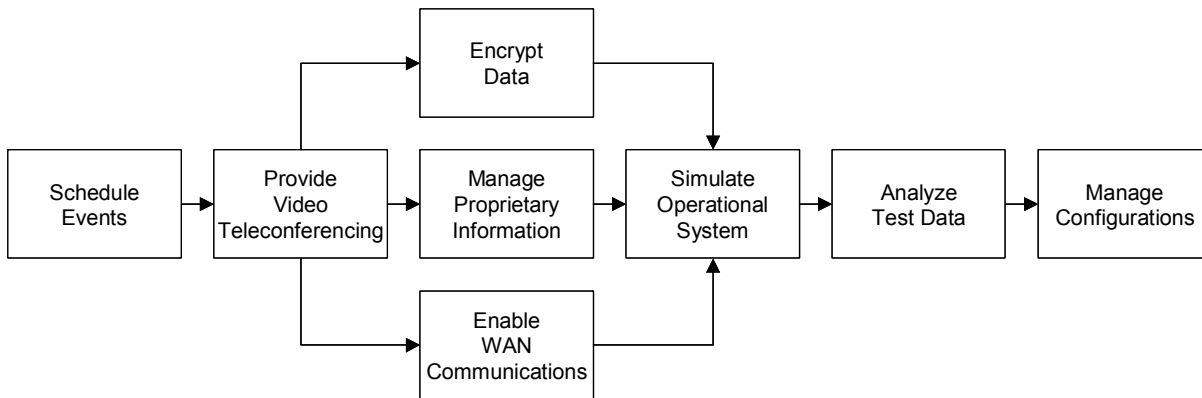 Encrypt
Data
Schedule
Events
Provide
Video
Teleconferencing
Manage
Proprietary
Information
Simulate
Operational
System
Analyze
Test Data
Manage
Configurations
Enable
WAN
Communications